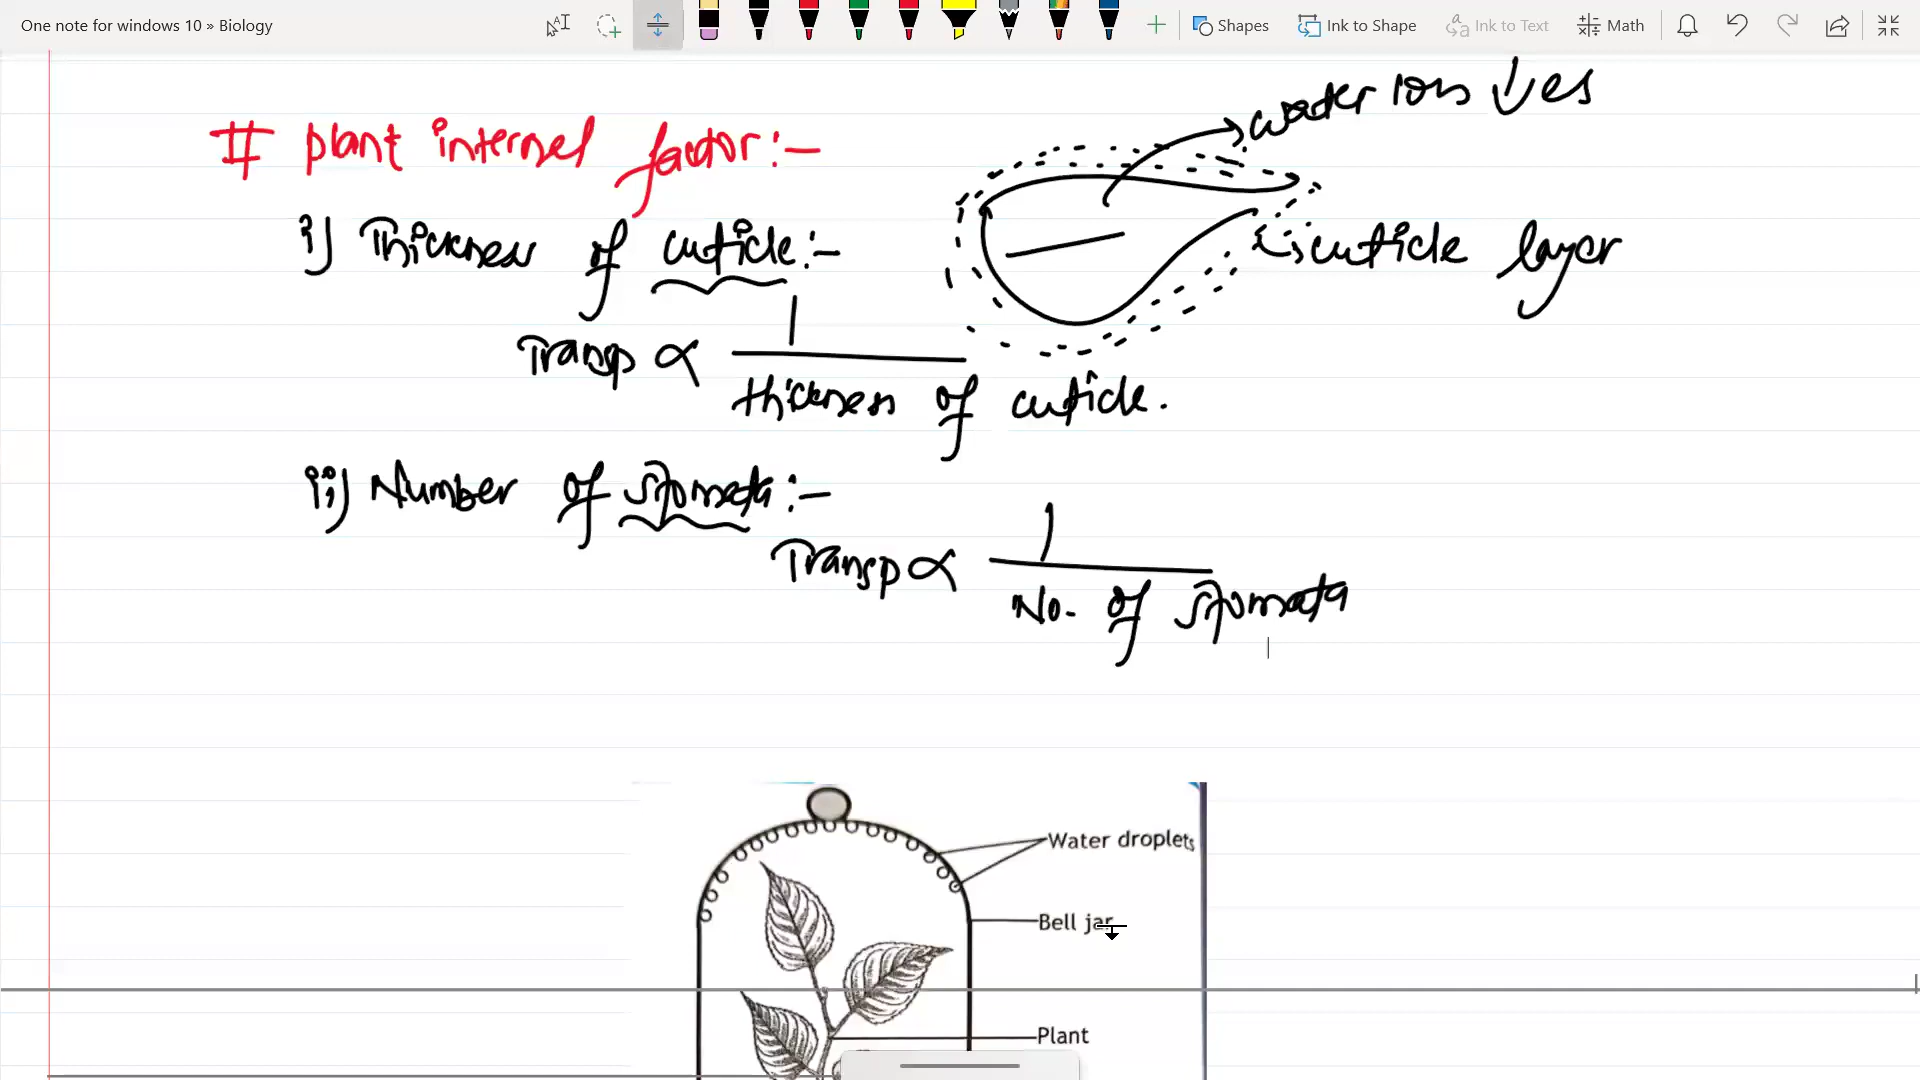 One note for windows 10 » Biology
Shapes
Ink to Shape
Ink to Text
Math
# plant internal factor:-
water loss ↓es
i) Thickness of cuticle:-
cuticle layer
Transp ∝ 1
thickness of cuticle.
ii) Number of stomata:-
Transp ∝ 1
No. of stomata
Water droplets
Bell jar
Plant